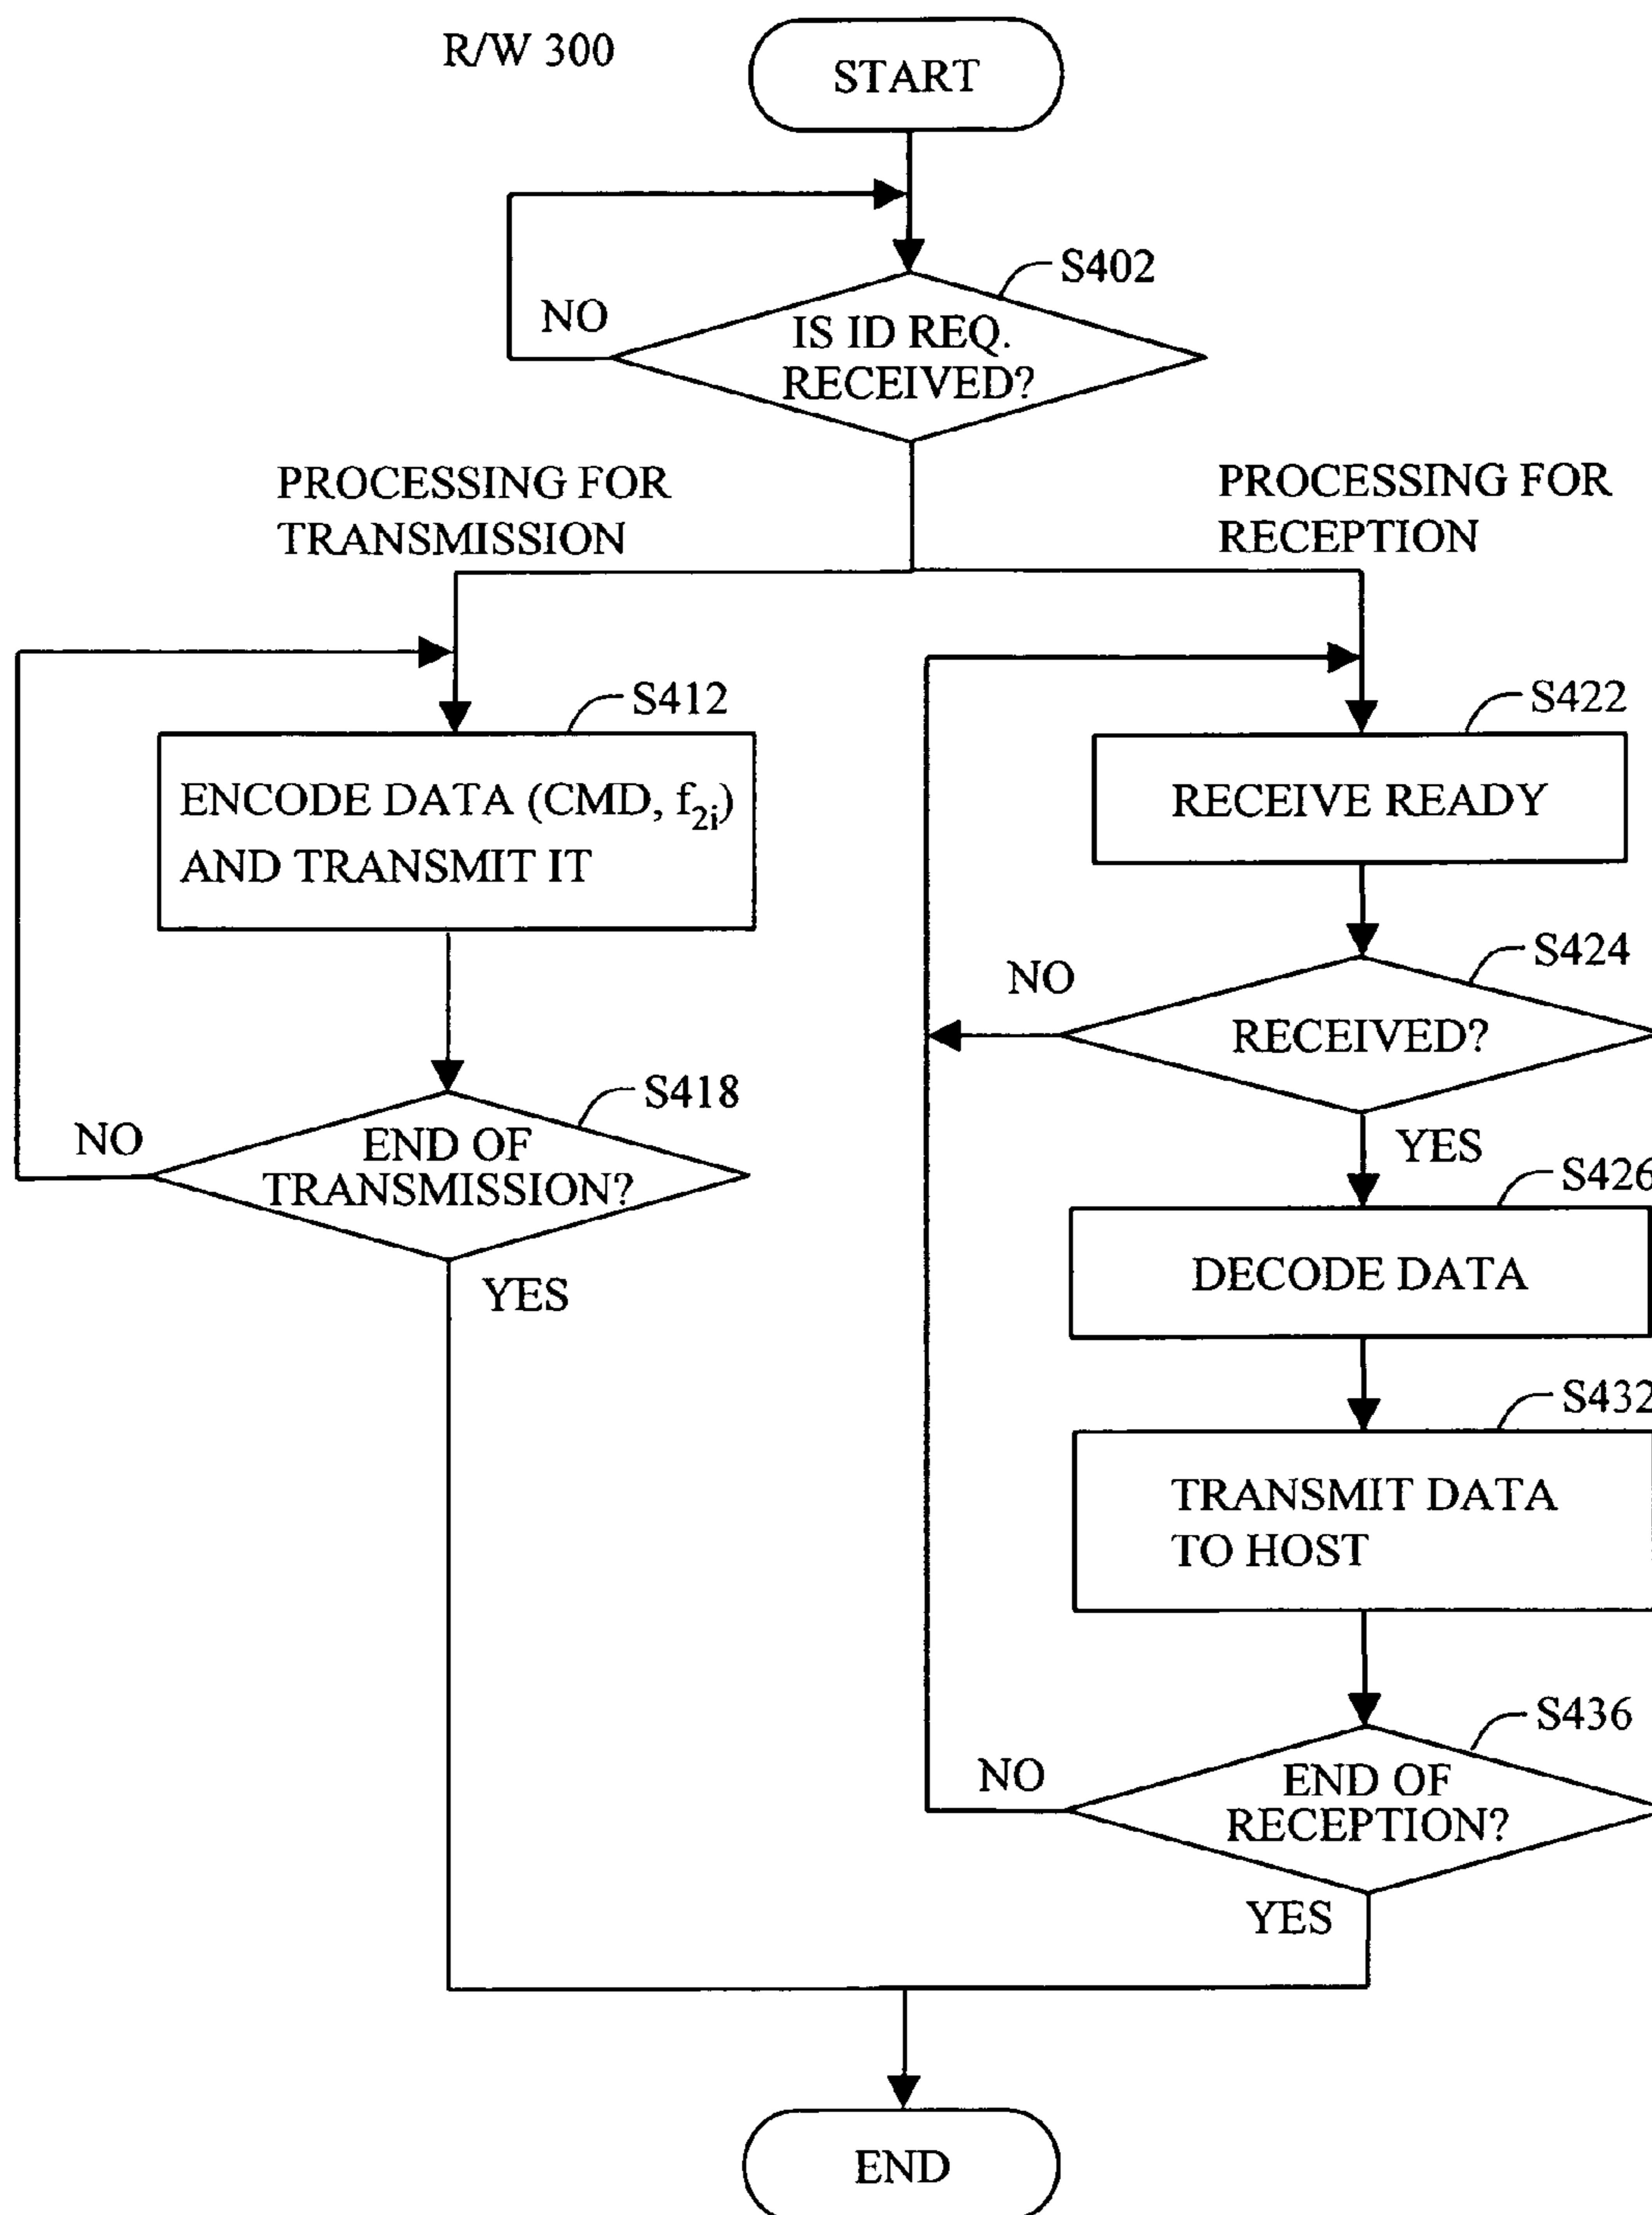 R/W 300
START
S402
NO
IS ID REQ.
RECEIVED?
PROCESSING FOR
TRANSMISSION
PROCESSING FOR
RECEPTION
S412
ENCODE DATA (CMD, f2i)
AND TRANSMIT IT
S418
NO
END OF
TRANSMISSION?
YES
S422
RECEIVE READY
S424
NO
RECEIVED?
YES
S426
DECODE DATA
S432
TRANSMIT DATA
TO HOST
S436
NO
END OF
RECEPTION?
YES
END